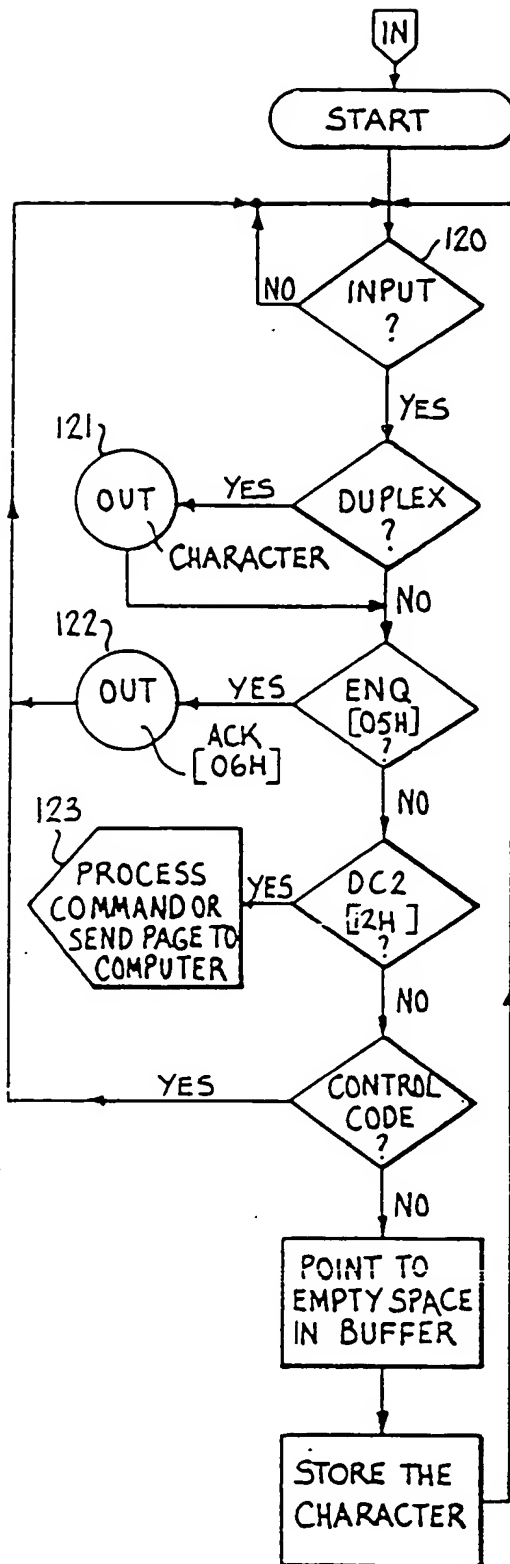 IN
START
120
INPUT
?
NO
YES
121
DUPLEX
?
YES
OUT
CHARACTER
NO
122
ENQ
[05H]
?
YES
OUT
ACK
[06H]
NO
123
DC2
[12H]
?
YES
PROCESS
COMMAND OR
SEND PAGE TO
COMPUTER
NO
CONTROL
CODE
?
YES
NO
POINT TO
EMPTY SPACE
IN BUFFER
STORE THE
CHARACTER